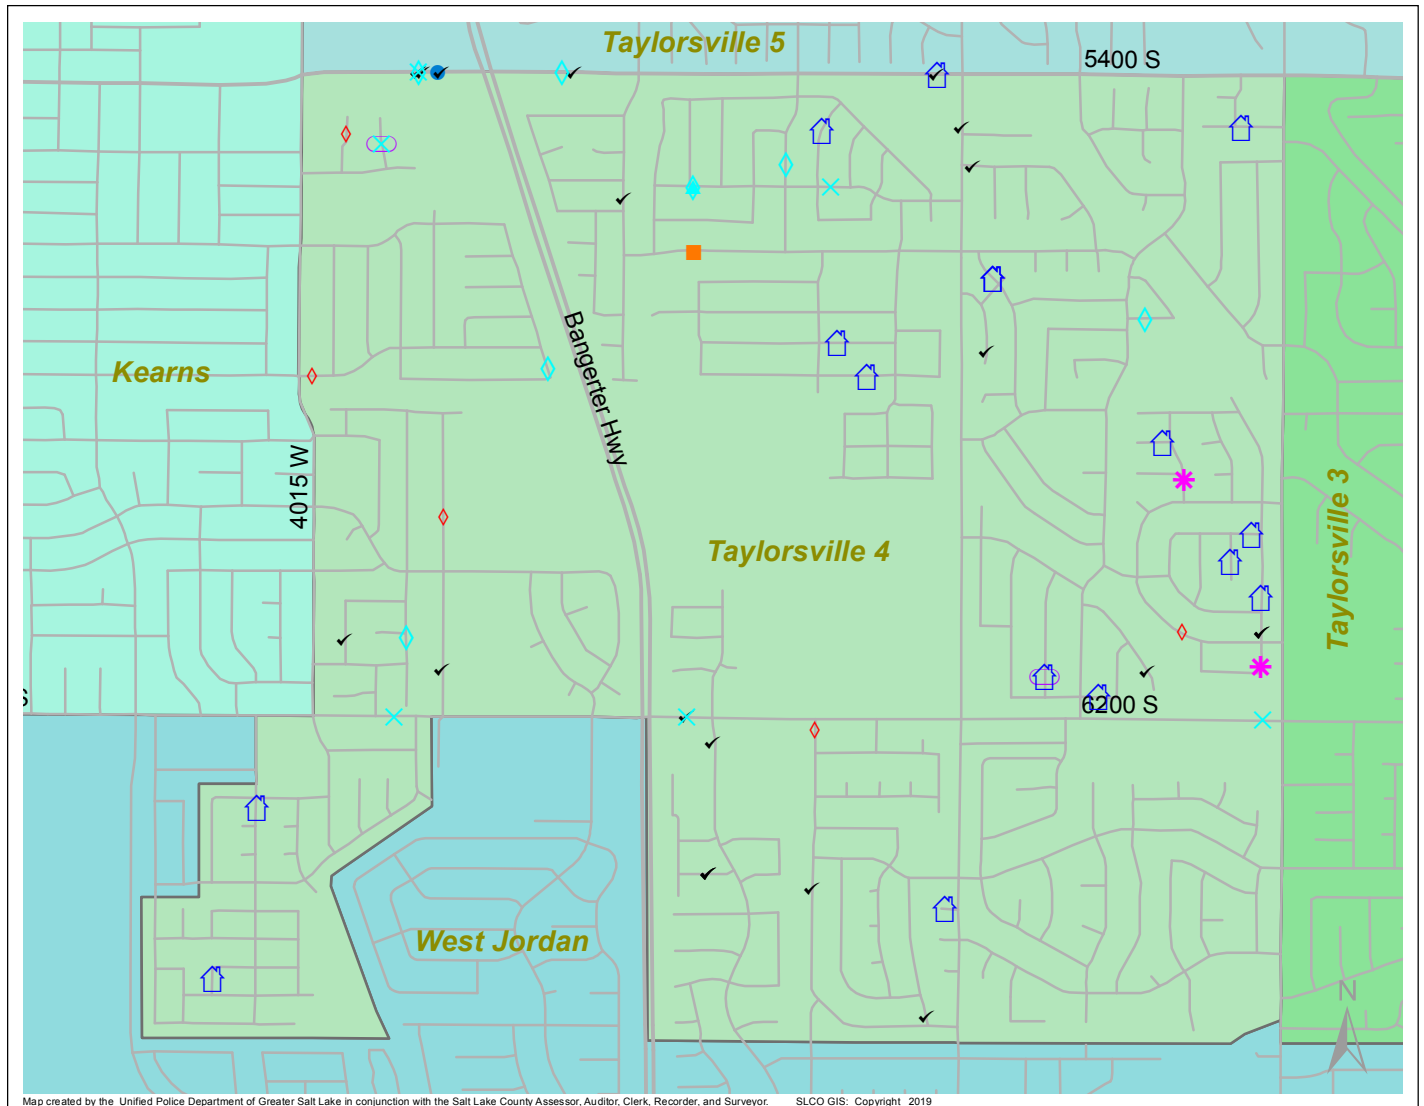 Taylorsville 5
5400 S
Kearns
Bangerter Hwy
4015 W
Taylorsville 4
Taylorsville 3
6200 S
West Jordan
N
Map created by the Unified Police Department of Greater Salt Lake in conjunction with the Salt Lake County Assessor, Auditor, Clerk, Recorder, and Surveyor. SLCO GIS: Copyright 2019